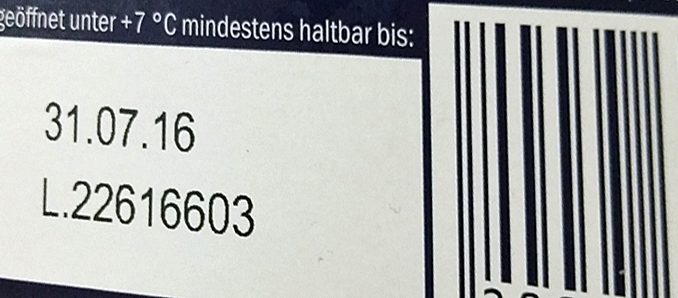 geöffnet unter +7 °C mindestens haltbar bis:
31.07.16
L.22616603